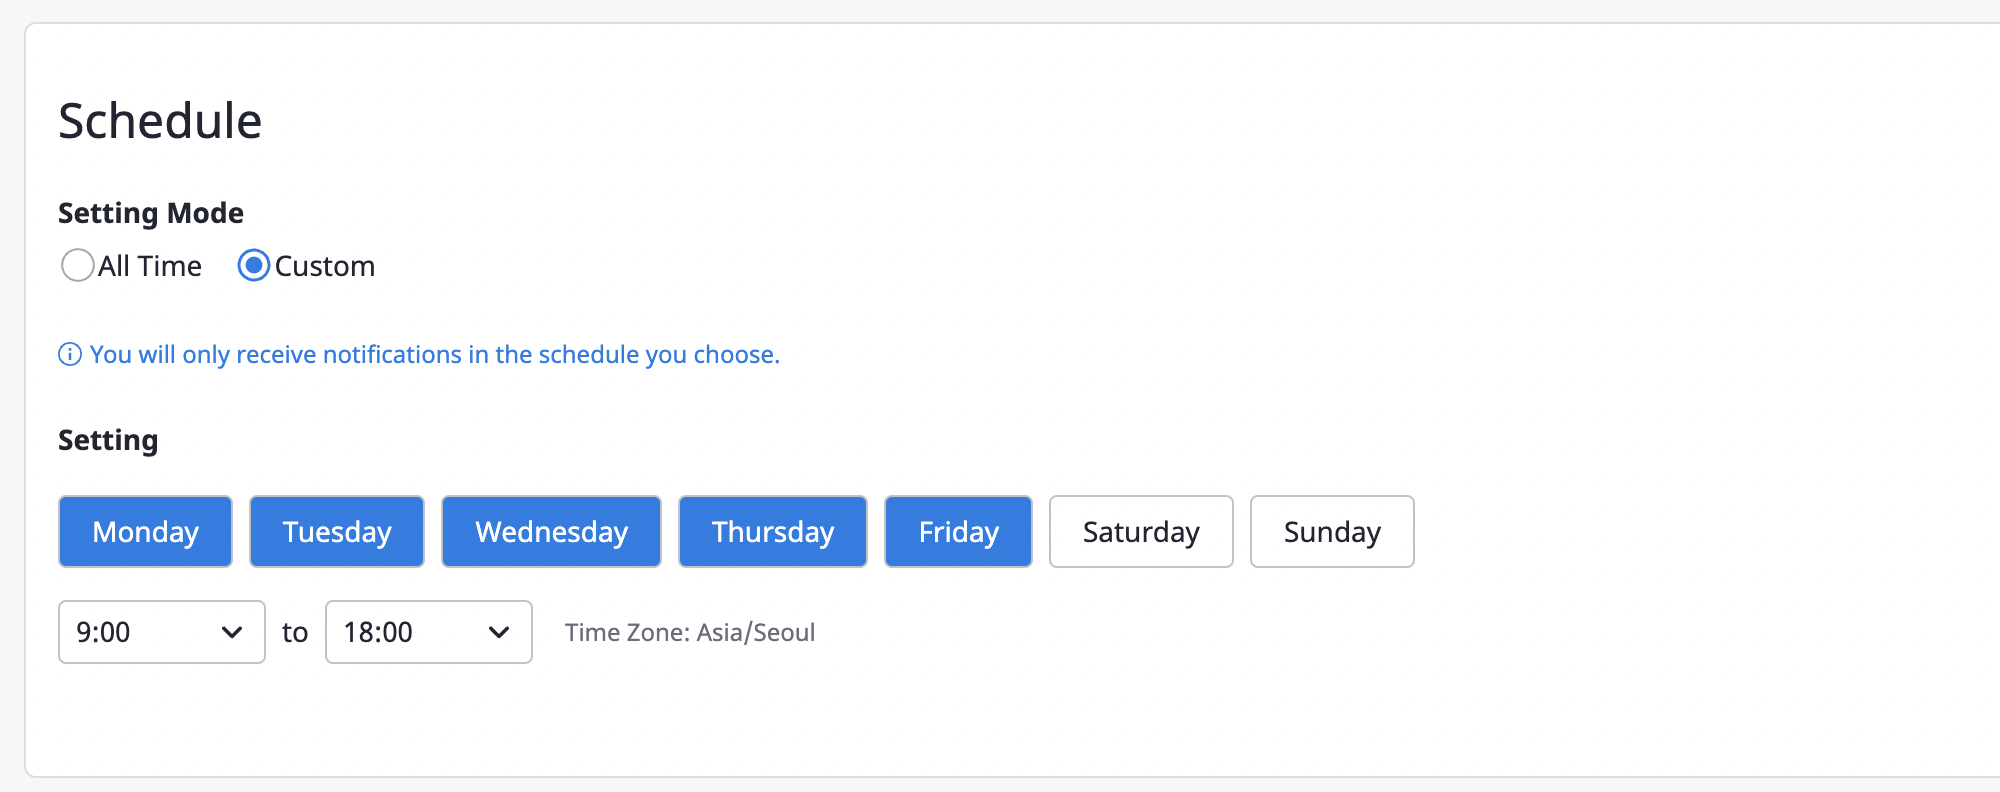 Schedule
Setting Mode
All Time Custom
You will only receive notifications in the schedule you choose.
Setting
Monday Tuesday Wednesday Thursday Friday Saturday Sunday
9:00 to 18:00 Time Zone: Asia/Seoul